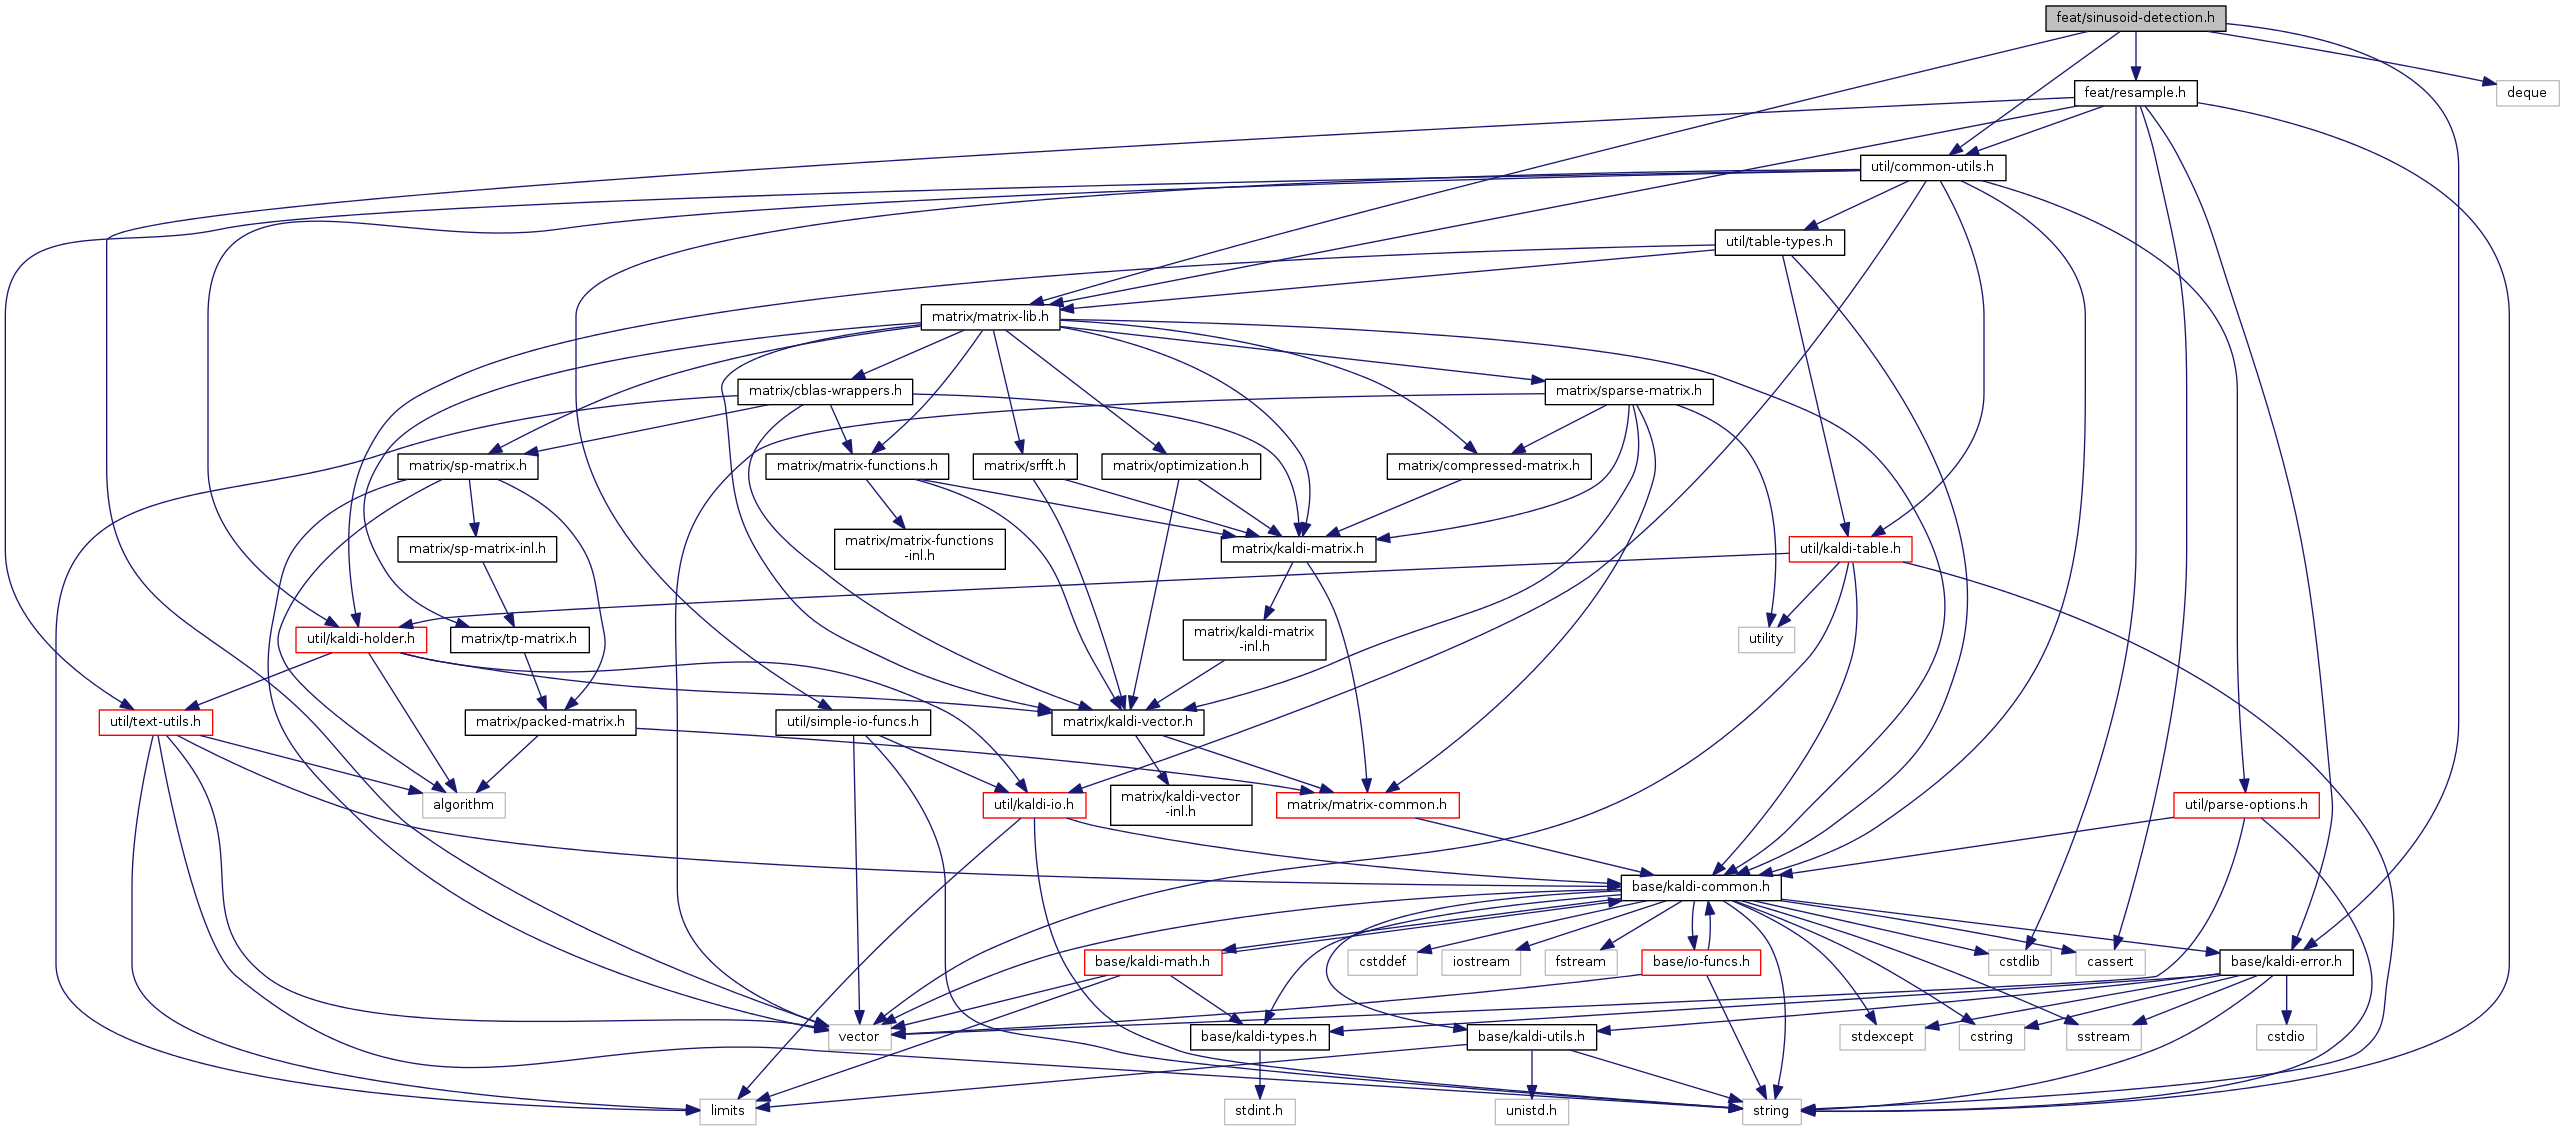 feat/sinusoid-detection.h
feat/resample.h
deque
util/common-utils.h
util/table-types.h
matrix/matrix-lib.h
matrix/cblas-wrappers.h
matrix/sparse-matrix.h
matrix/sp-matrix.h
matrix/matrix-functions.h
matrix/srfft.h
matrix/optimization.h
matrix/compressed-matrix.h
matrix/sp-matrix-inl.h
matrix/matrix-functions
-inl.h
matrix/kaldi-matrix.h
util/kaldi-table.h
util/kaldi-holder.h
matrix/tp-matrix.h
matrix/kaldi-matrix
-inl.h
utility
util/text-utils.h
matrix/packed-matrix.h
util/simple-io-funcs.h
matrix/kaldi-vector.h
algorithm
util/kaldi-io.h
matrix/kaldi-vector
-inl.h
matrix/matrix-common.h
util/parse-options.h
base/kaldi-common.h
base/kaldi-math.h
cstddef
iostream
fstream
base/io-funcs.h
cstdlib
cassert
base/kaldi-error.h
vector
base/kaldi-types.h
base/kaldi-utils.h
stdexcept
cstring
sstream
cstdio
limits
stdint.h
unistd.h
string